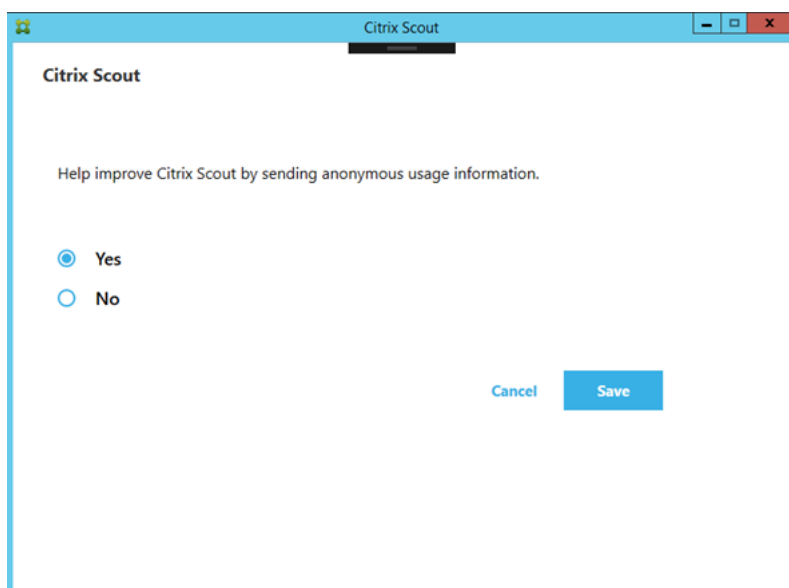 Citrix Scout
Citrix Scout
Help improve Citrix Scout by sending anonymous usage information.
Yes
No
Cancel
Save